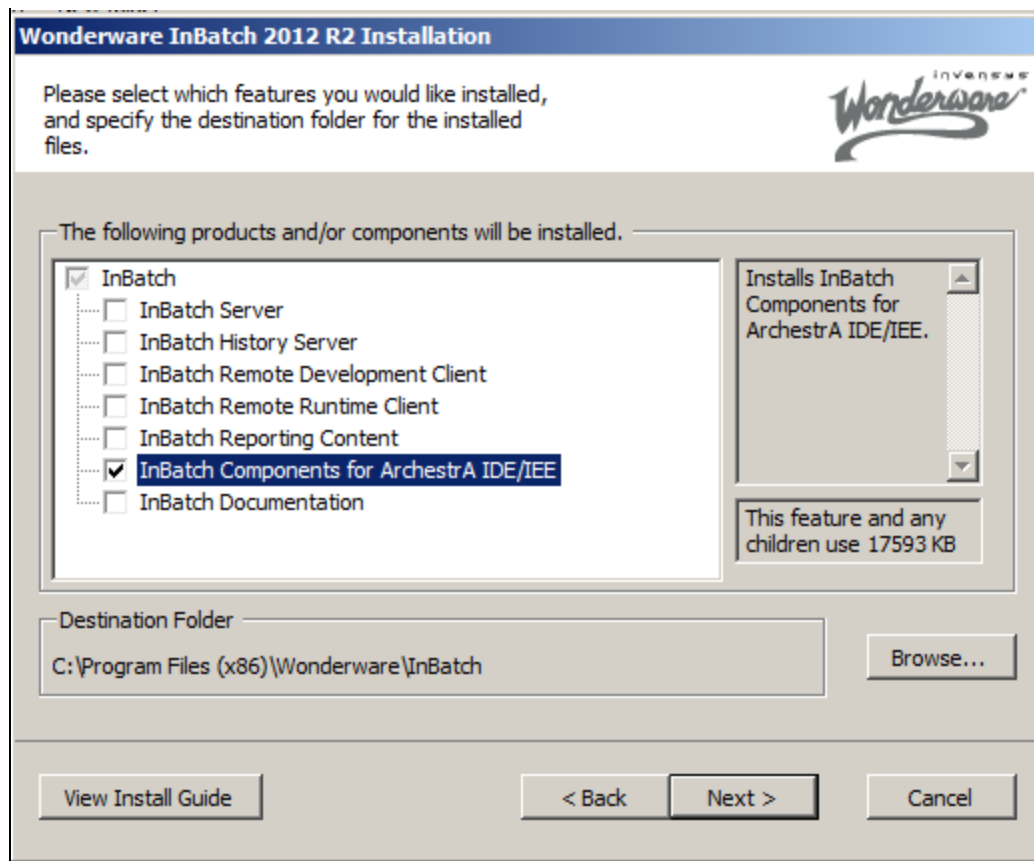 Wonderware InBatch 2012 R2 Installation
Please select which features you would like installed,
and specify the destination folder for the installed
files.
invensys
Wonderware
The following products and/or components will be installed.
InBatch
InBatch Server
InBatch History Server
InBatch Remote Development Client
InBatch Remote Runtime Client
InBatch Reporting Content
InBatch Components for ArchestrA IDE/IEE
InBatch Documentation
Installs InBatch
Components for
ArchestrA IDE/IEE.
This feature and any
children use 17593 KB
Destination Folder
C:\Program Files (x86)\Wonderware\InBatch
Browse...
View Install Guide
< Back
Next >
Cancel